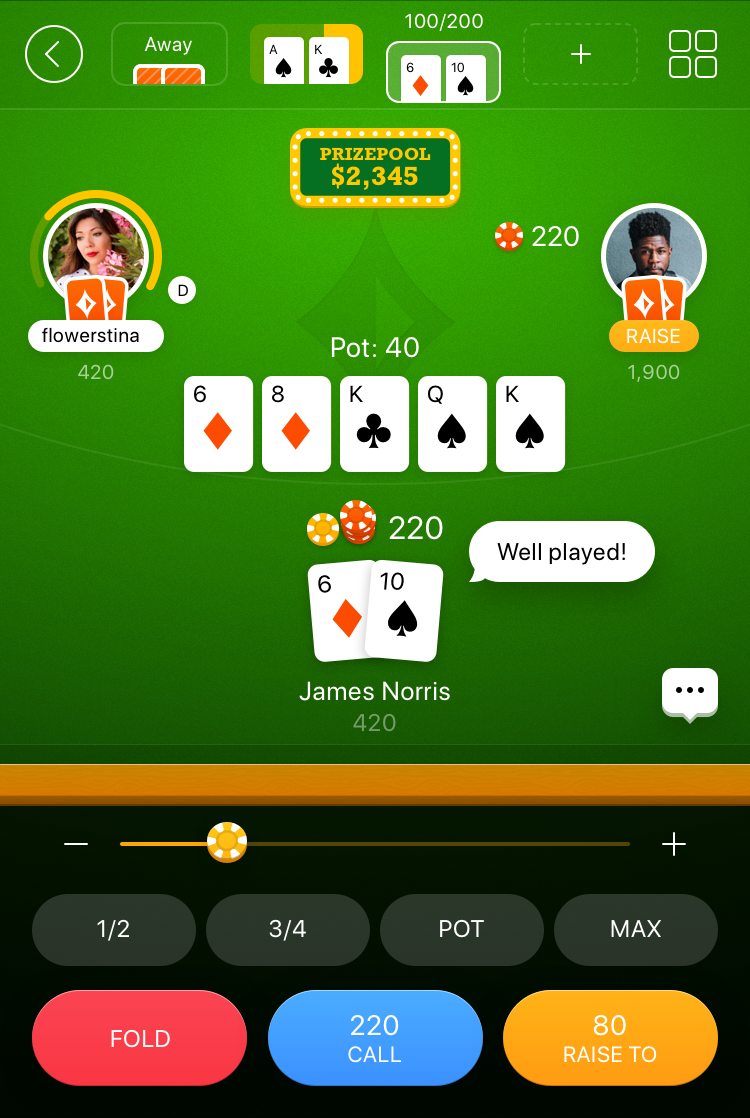 100/200
Away
A K
6 10
PRIZEPOOL
$2,345
220
D
flowerstina
RAISE
420
1,900
Pot: 40
6 8 K Q K
220
Well played!
6 10
James Norris
420
1/2 3/4 POT MAX
FOLD
220
CALL
80
RAISE TO